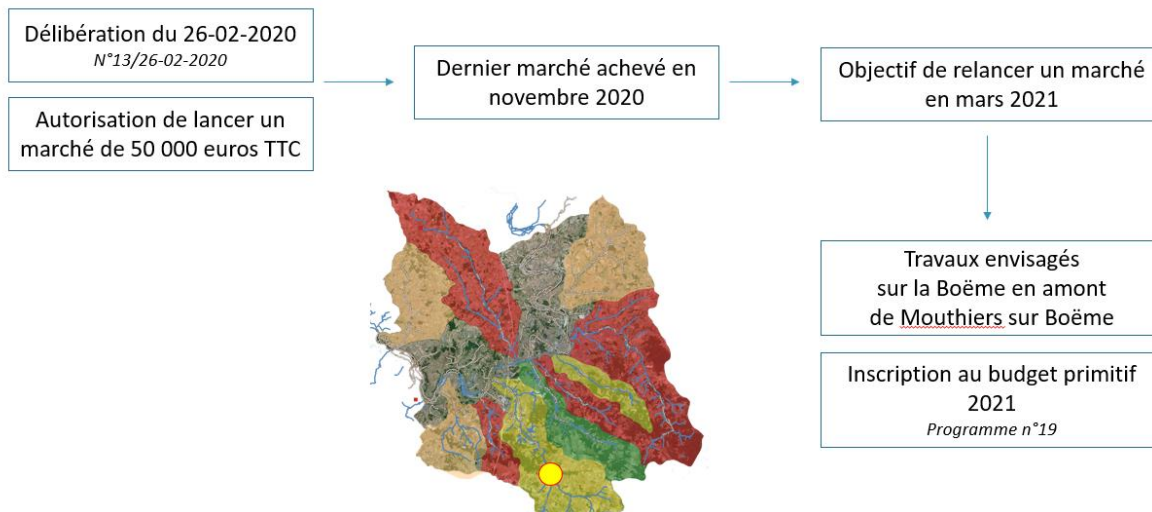 Délibération du 26-02-2020
N°13/26-02-2020
Autorisation de lancer un
marché de 50 000 euros TTC
Dernier marché achevé en
novembre 2020
Objectif de relancer un marché
en mars 2021
Travaux envisagés
sur la Boëme en amont
de Mouthiers sur Boëme
Inscription au budget primitif
2021
Programme n°19